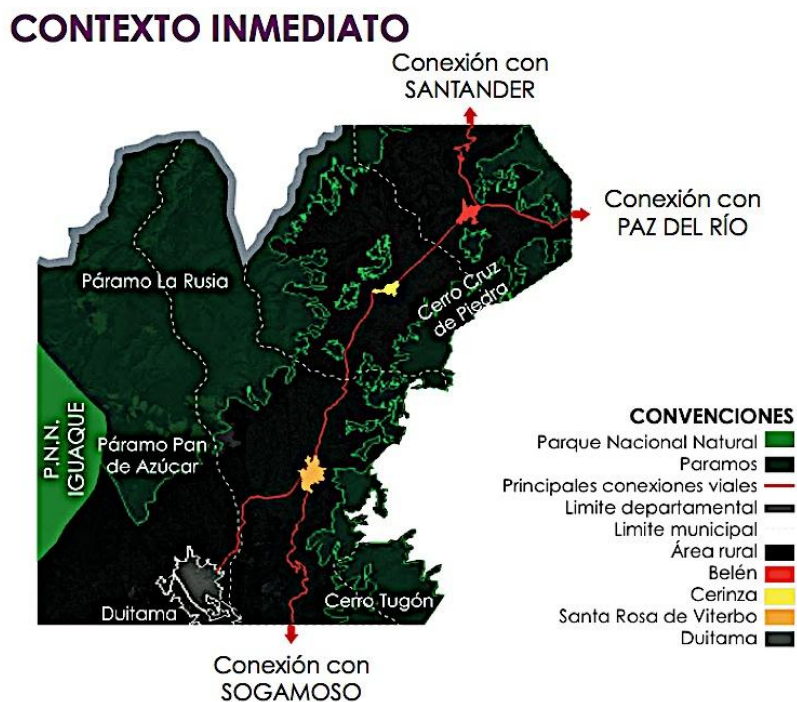 CONTEXTO INMEDIATO
Conexión con
SANTANDER
Conexión con
PAZ DEL RÍO
Páramo La Rusia
Cerro Cruz
de Piedra
P.N.N.
IGUAQUE
Páramo Pan
de Azúcar
Duitama
Cerro Tugón
Conexión con
SOGAMOSO
CONVENCIONES
Parque Nacional Natural
Paramos
Principales conexiones viales
Limite departamental
Limite municipal
Área rural
Belén
Cerinza
Santa Rosa de Viterbo
Duitama